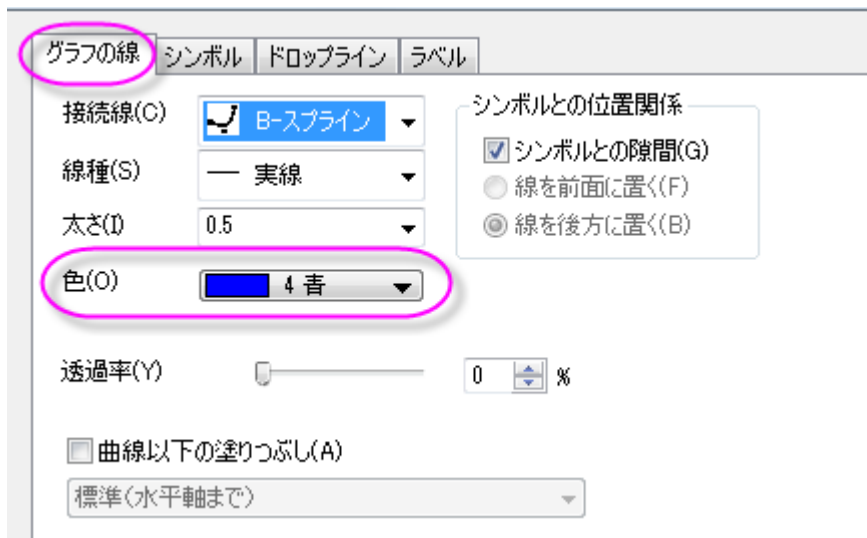 グラフの線 シンボル ドロップライン ラベル
接続線(C) B-スプライン
線種(S) 実線
太さ(I) 0.5
色(O) 4 青
シンボルとの位置関係
シンボルとの隙間(G)
線を前面に置く(F)
線を後方に置く(B)
透過率(Y) 0 %
曲線以下の塗りつぶし(A)
標準(水平軸まで)